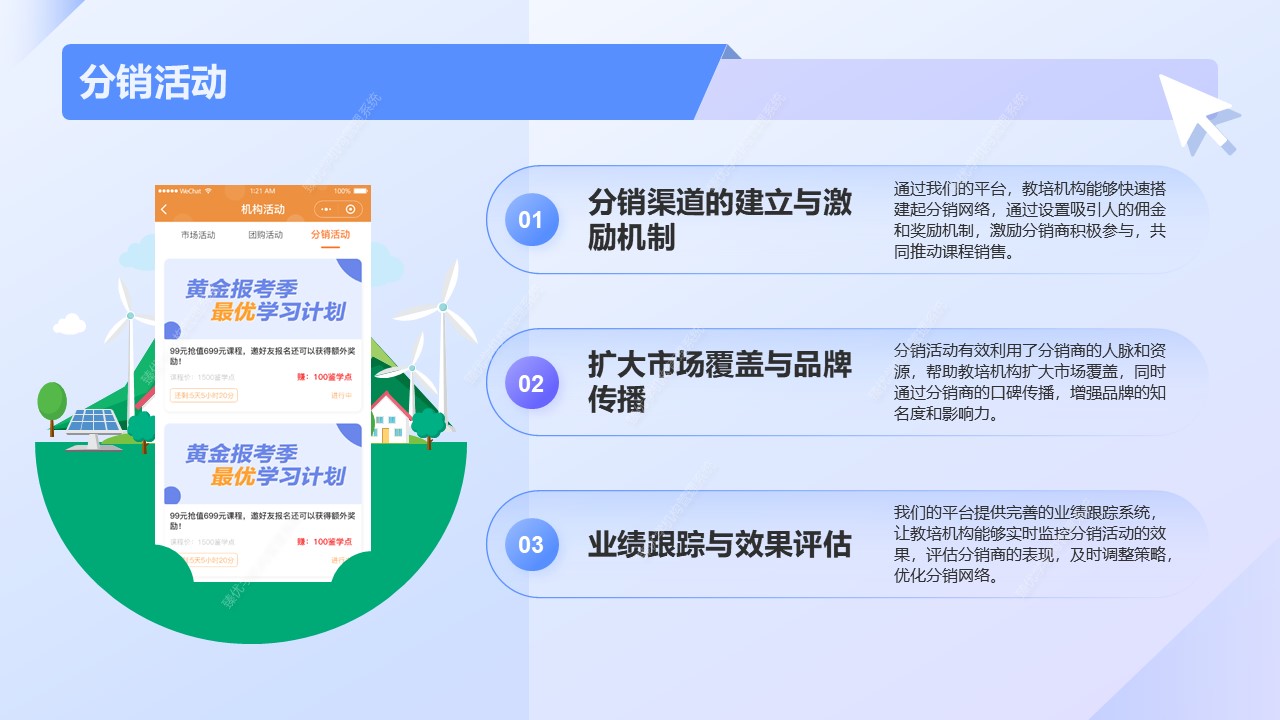 分销活动
WeChat
1:21 AM
100%
机构活动
市场活动
团购活动
分销活动
黄金报考季
最优学习计划
99元抢值699元课程，邀好友报名还可以获得额外奖
励！
课程价：1500鉴学点
赚：100鉴学点
还剩:5天5小时20分
进行中
黄金报考季
最优学习计划
99元抢值699元课程，邀好友报名还可以获得额外奖
励！
课程价：1500鉴学点
赚：100鉴学点
5天5小时20分
进行
01
分销渠道的建立与激
励机制
通过我们的平台，教培机构能够快速搭
建起分销网络，通过设置吸引人的佣金
和奖励机制，激励分销商积极参与，共
同推动课程销售。
02
扩大市场覆盖与品牌
传播
分销活动有效利用了分销商的人脉和资
源，帮助教培机构扩大市场覆盖，同时
通过分销商的口碑传播，增强品牌的知
名度和影响力。
03
业绩跟踪与效果评估
我们的平台提供完善的业绩跟踪系统，
让教培机构能够实时监控分销活动的效
果，评估分销商的表现，及时调整策略，
优化分销网络。